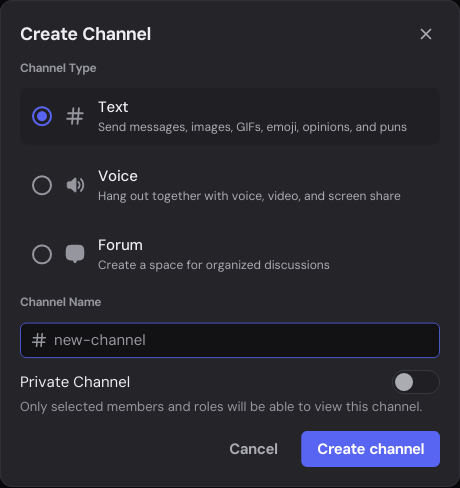 Create Channel
Channel Type
Text
Send messages, images, GIFs, emoji, opinions, and puns
Voice
Hang out together with voice, video, and screen share
Forum
Create a space for organized discussions
Channel Name
# new-channel
Private Channel
Only selected members and roles will be able to view this channel.
Cancel Create channel